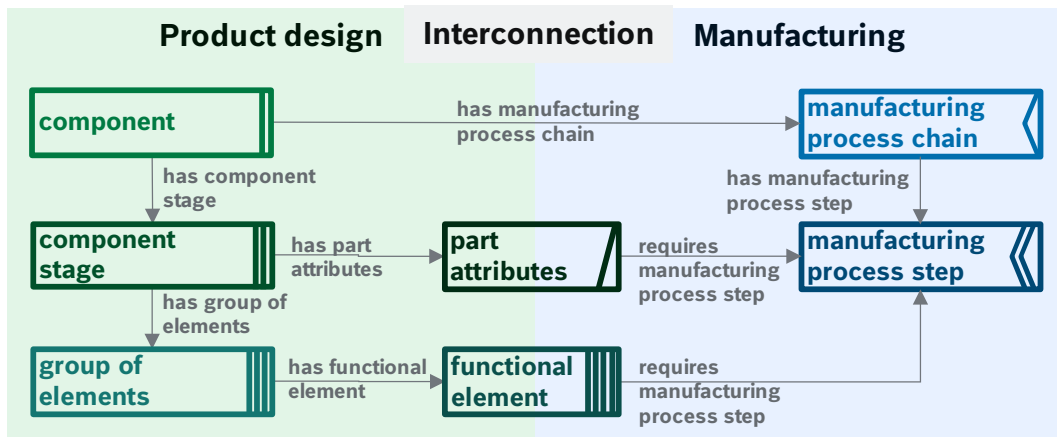 Product design
Interconnection
Manufacturing
component
has manufacturing
process chain
manufacturing
process chain
has component
stage
has manufacturing
process step
component
stage
has part
attributes
part
attributes
requires
manufacturing
process step
manufacturing
process step
has group of
elements
group of
elements
has functional
element
functional
element
requires
manufacturing
process step